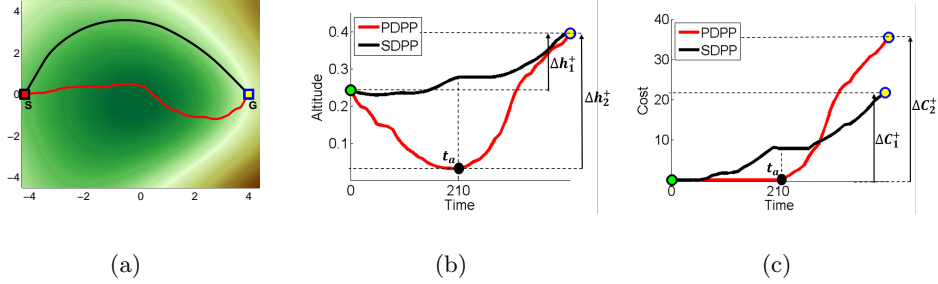 4
2
0
−2
−4
S
G
−4
−2
0
2
4
(a)
PDPP
SDPP
Altitude
0.4
0.3
0.2
0.1
Δh₁⁺
Δh₂⁺
tₐ
0
210
Time
(b)
PDPP
SDPP
Cost
40
30
20
10
ΔC₁⁺
ΔC₂⁺
tₐ
0
210
Time
(c)